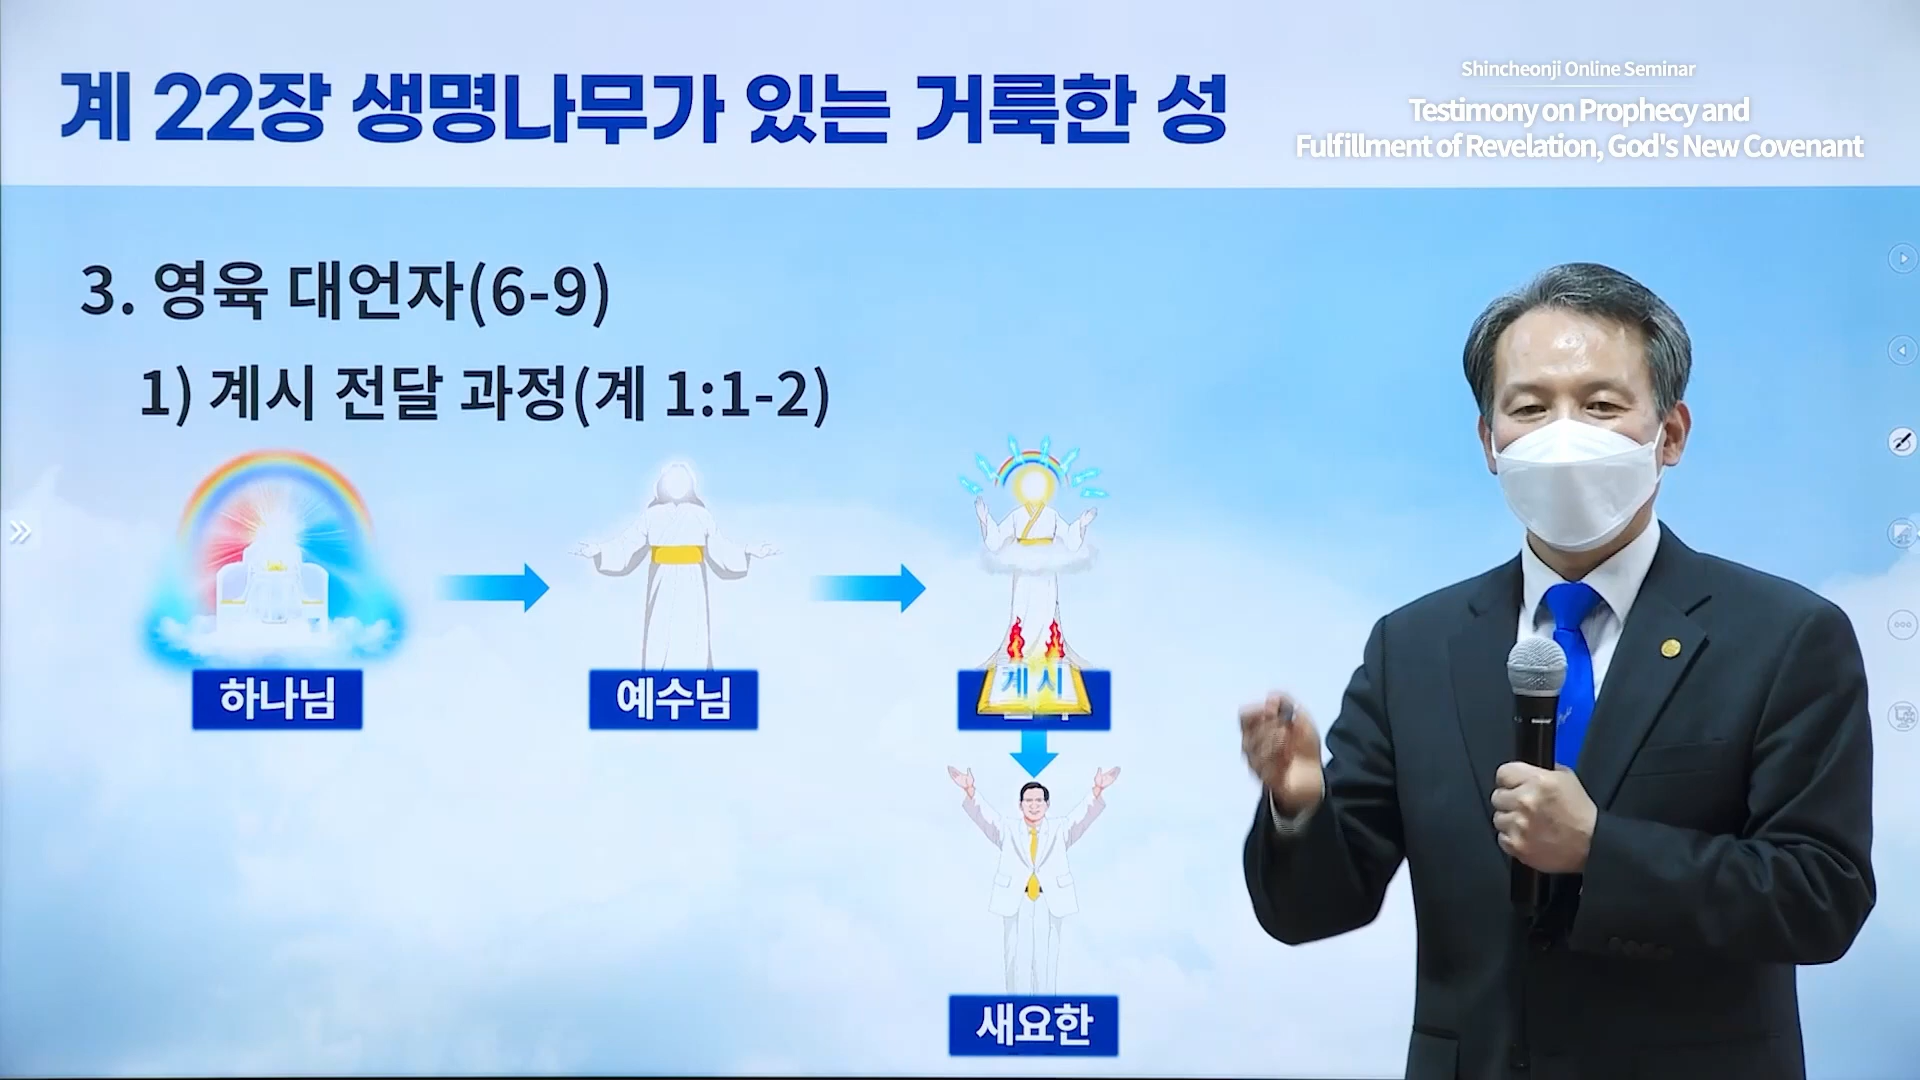 계 22장 생명나무가 있는 거룩한 성
Shincheonji Online Seminar
Testimony on Prophecy and
Fulfillment of Revelation, God's New Covenant
3. 영육 대언자(6-9)
1) 계시 전달 과정(계 1:1-2)
하나님
예수님
계시
새요한